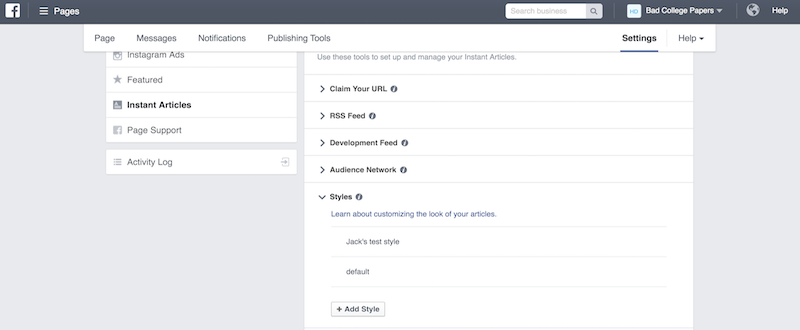 Pages
Search business
HD
Bad College Papers
Help
Page
Messages
Notifications
Publishing Tools
Settings
Help
Instagram Ads
Featured
Instant Articles
Page Support
Activity Log
Use these tools to set up and manage your Instant Articles.
Claim Your URL
RSS Feed
Development Feed
Audience Network
Styles
Learn about customizing the look of your articles.
Jack's test style
default
+ Add Style